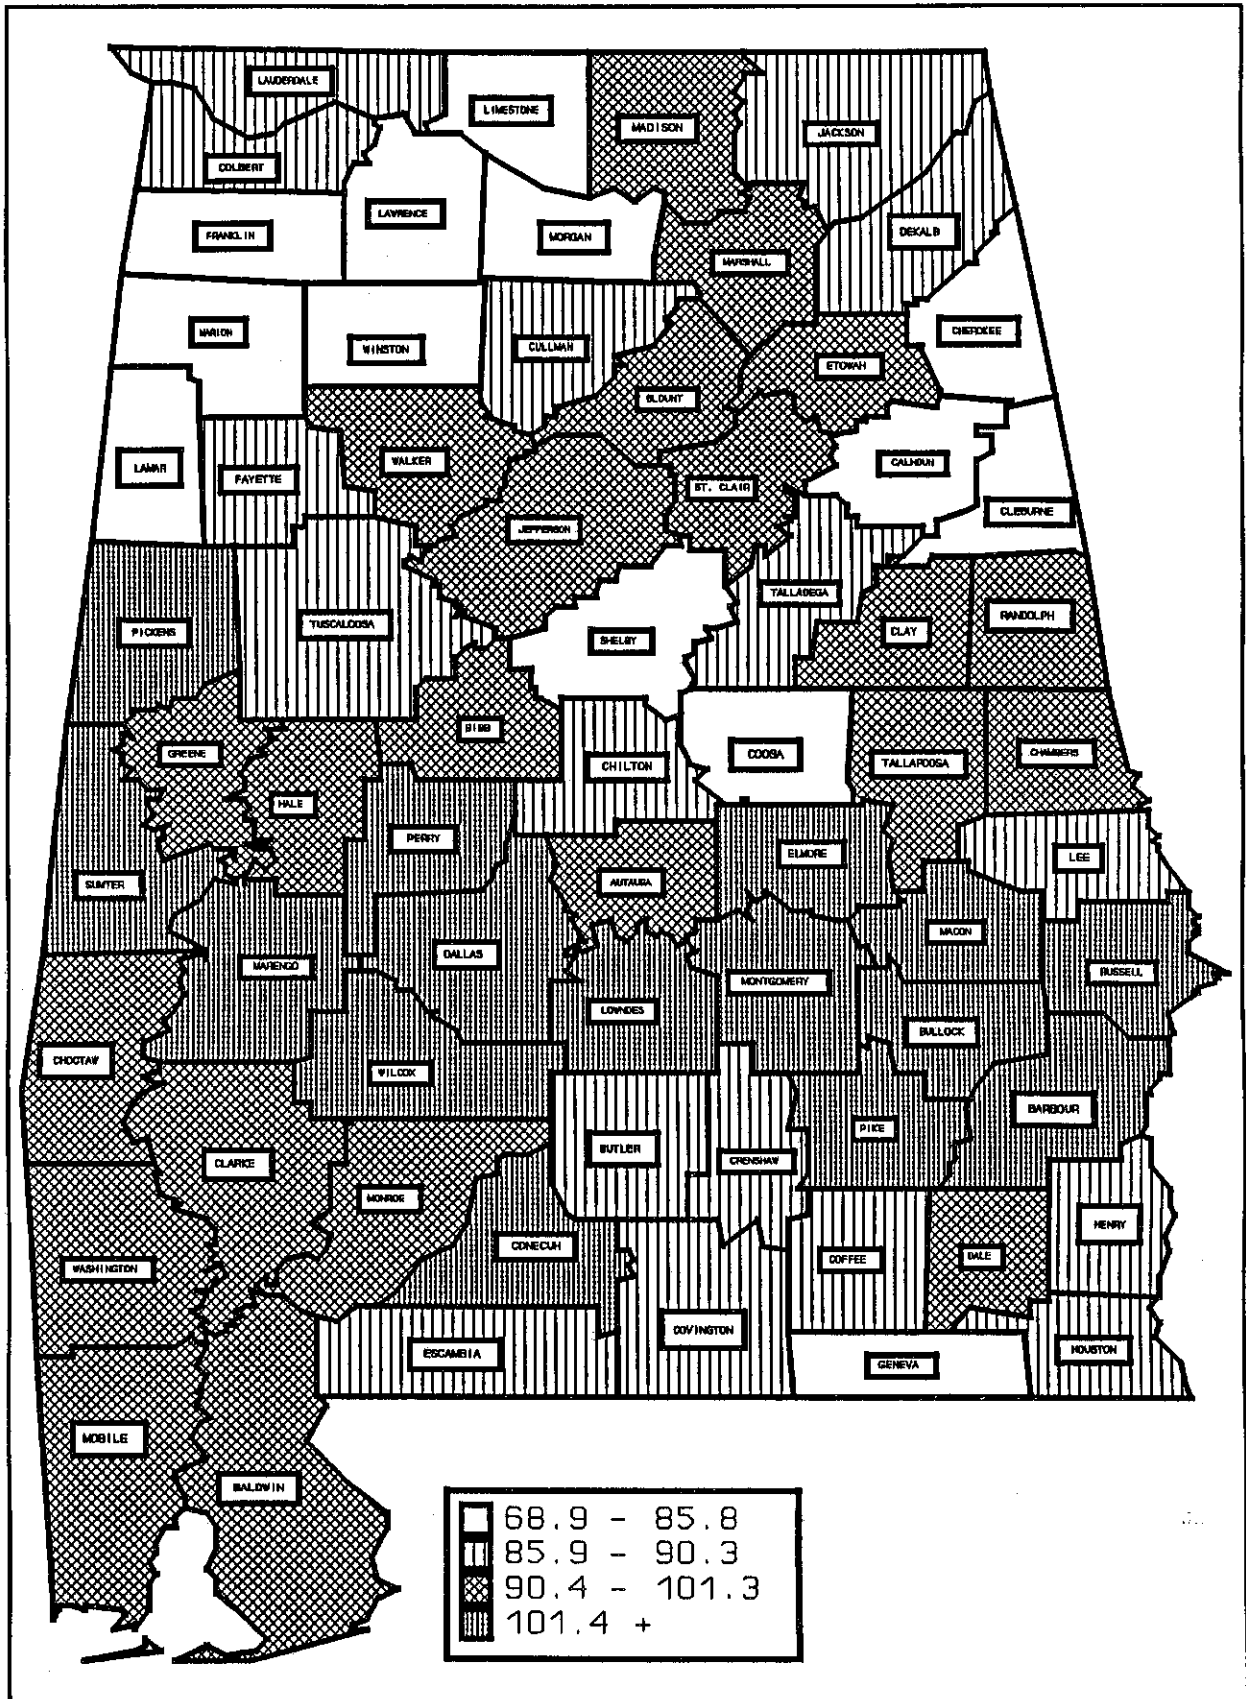 LAUDERDALE
LIMESTONE
MADISON
JACKSON
COLBERT
LAWRENCE
FRANKLIN
MORGAN
DEKALB
MARSHALL
MARION
WINSTON
CULLMAN
CHEROKEE
ETOWAH
BLOUNT
LAMAR
FAYETTE
WALKER
CALHOUN
ST. CLAIR
CLEBURNE
JEFFERSON
TALLADEGA
PICKENS
TUSCALOOSA
SHELBY
CLAY
RANDOLPH
BIBB
GREENE
CHILTON
COOSA
TALLAPOOSA
CHAMBERS
HALE
PERRY
ELMORE
LEE
SUMTER
AUTAUGA
MACON
MARENGO
DALLAS
MONTGOMERY
RUSSELL
LOWNDES
BULLOCK
CHOCTAW
WILCOX
BARBOUR
PIKE
BUTLER
CRENSHAW
CLARKE
MONROE
HENRY
CONECUH
COFFEE
DALE
WASHINGTON
COVINGTON
ESCAMBIA
GENEVA
HOUSTON
MOBILE
BALDWIN
68.9 - 85.8
85.9 - 90.3
90.4 - 101.3
101.4 +